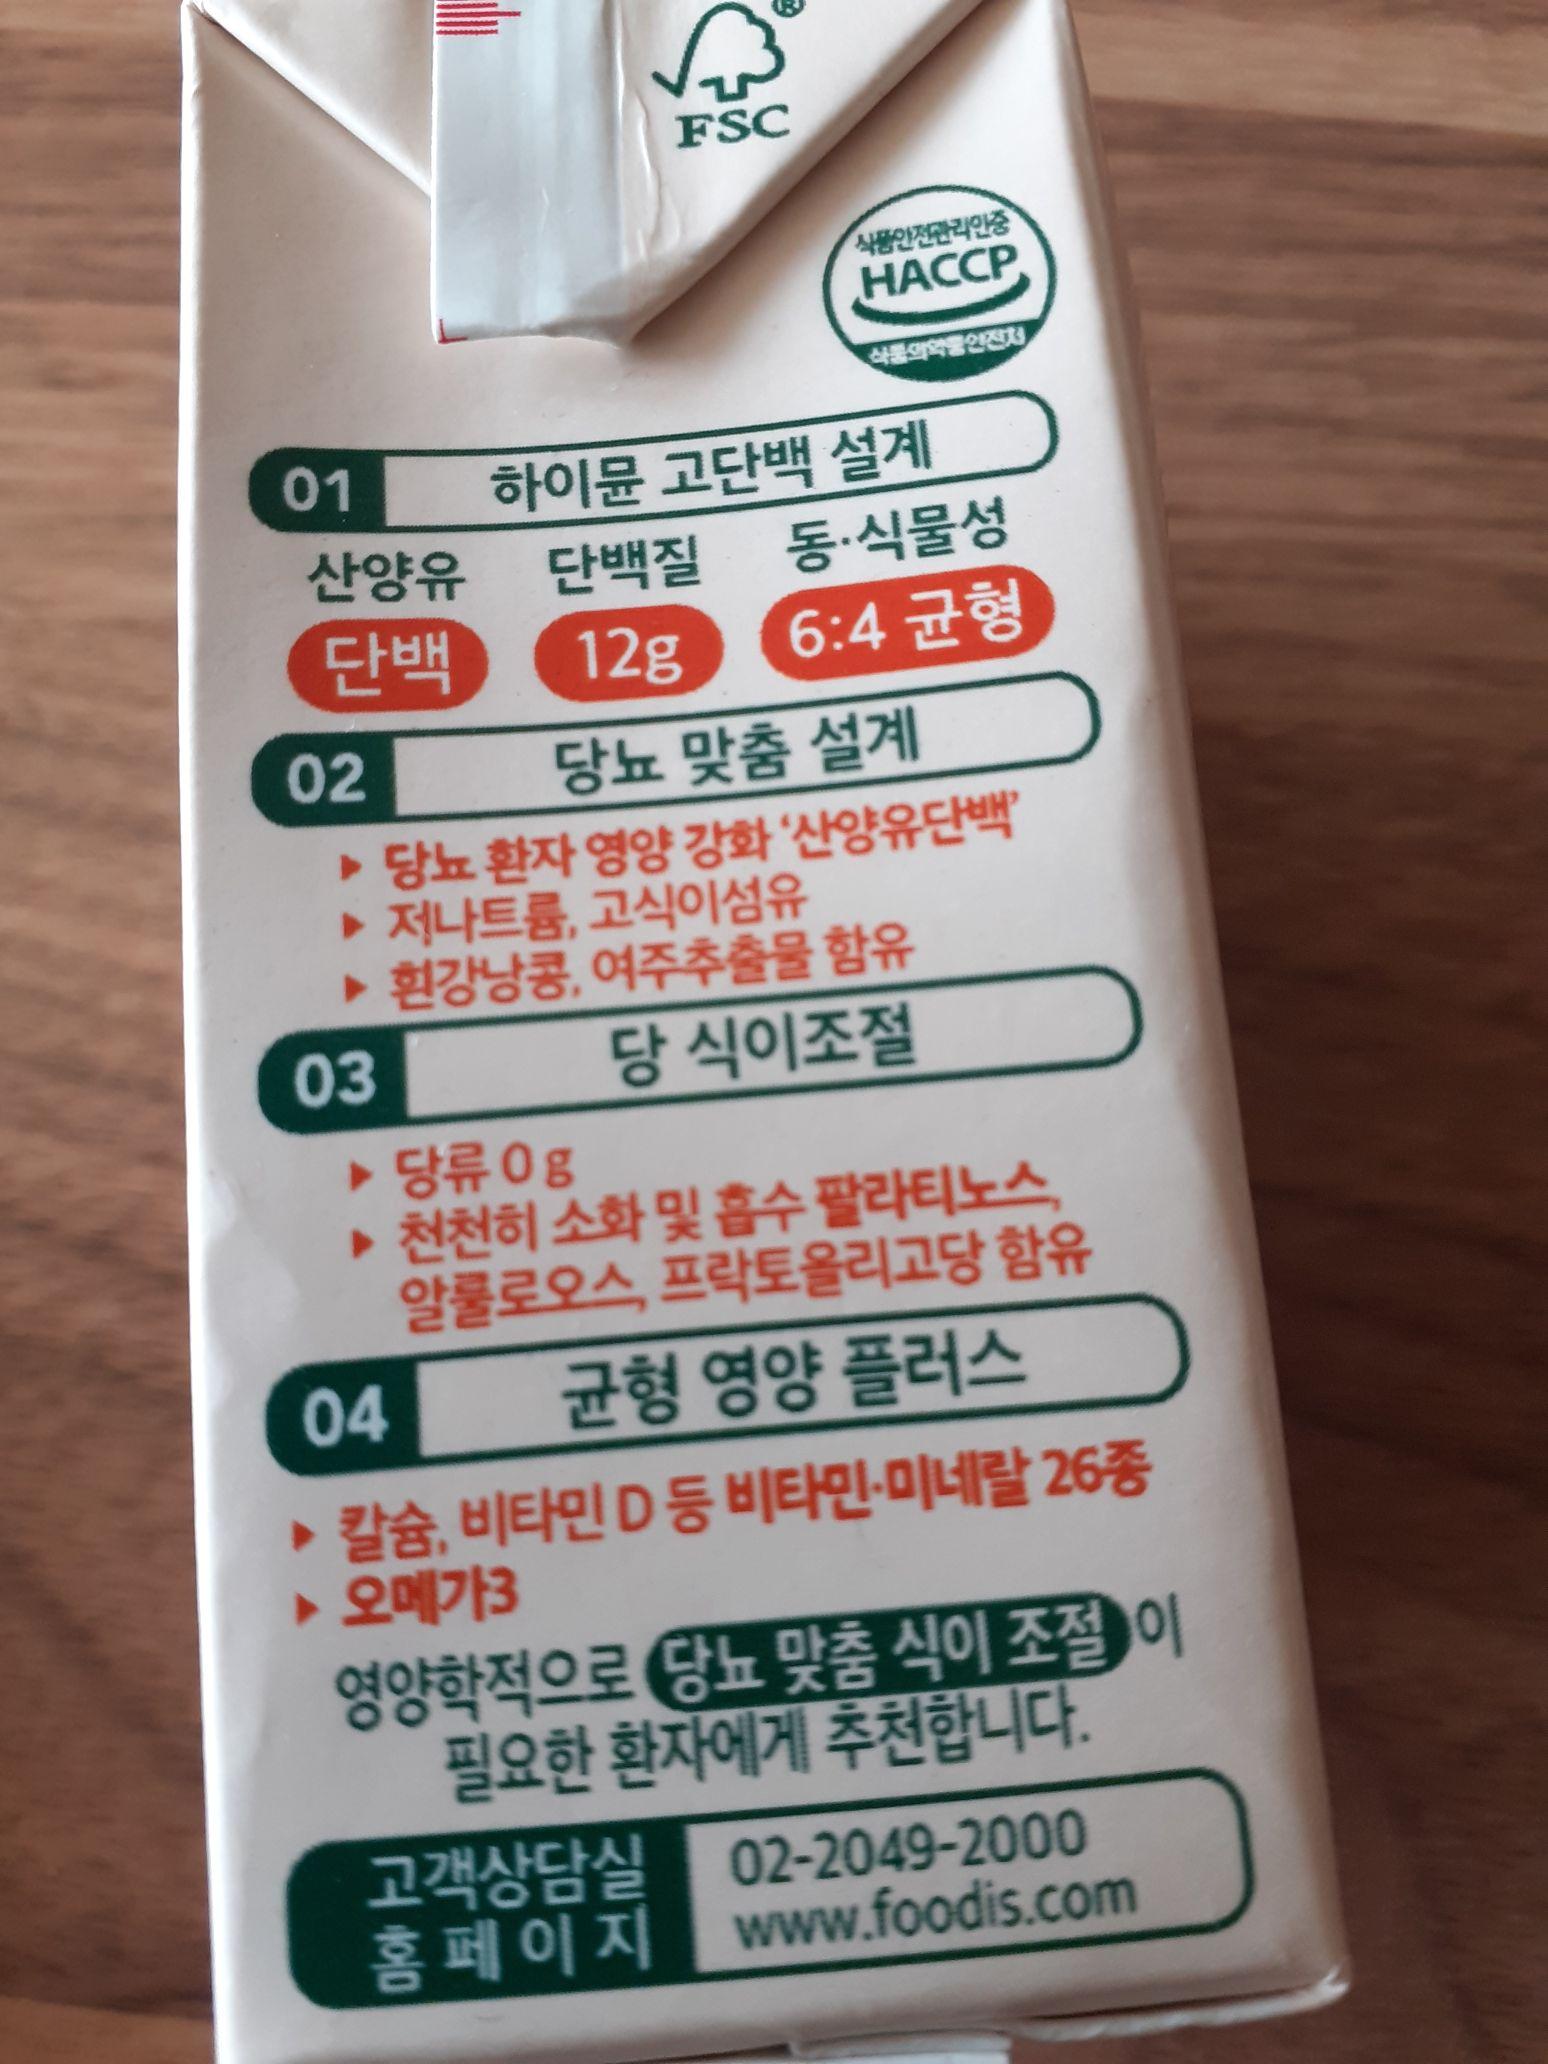 ®
FSC
식품안전관리인증
HACCP
식품의약품안전처
01 하이뮨 고단백 설계
산양유 단백질 동·식물성
단백 12g 6:4 균형
02 당뇨 맞춤 설계
▶ 당뇨 환자 영양 강화 '산양유단백'
▶ 저나트륨, 고식이섬유
▶ 흰강낭콩, 여주추출물 함유
03 당 식이조절
▶ 당류 0 g
▶ 천천히 소화 및 흡수 팔라티노스,
알룰로오스, 프락토올리고당 함유
04 균형 영양 플러스
▶ 칼슘, 비타민 D 등 비타민·미네랄 26종
▶ 오메가3
영양학적으로 당뇨 맞춤 식이 조절이
필요한 환자에게 추천합니다.
고객상담실 02-2049-2000
홈페이지 www.foodis.com